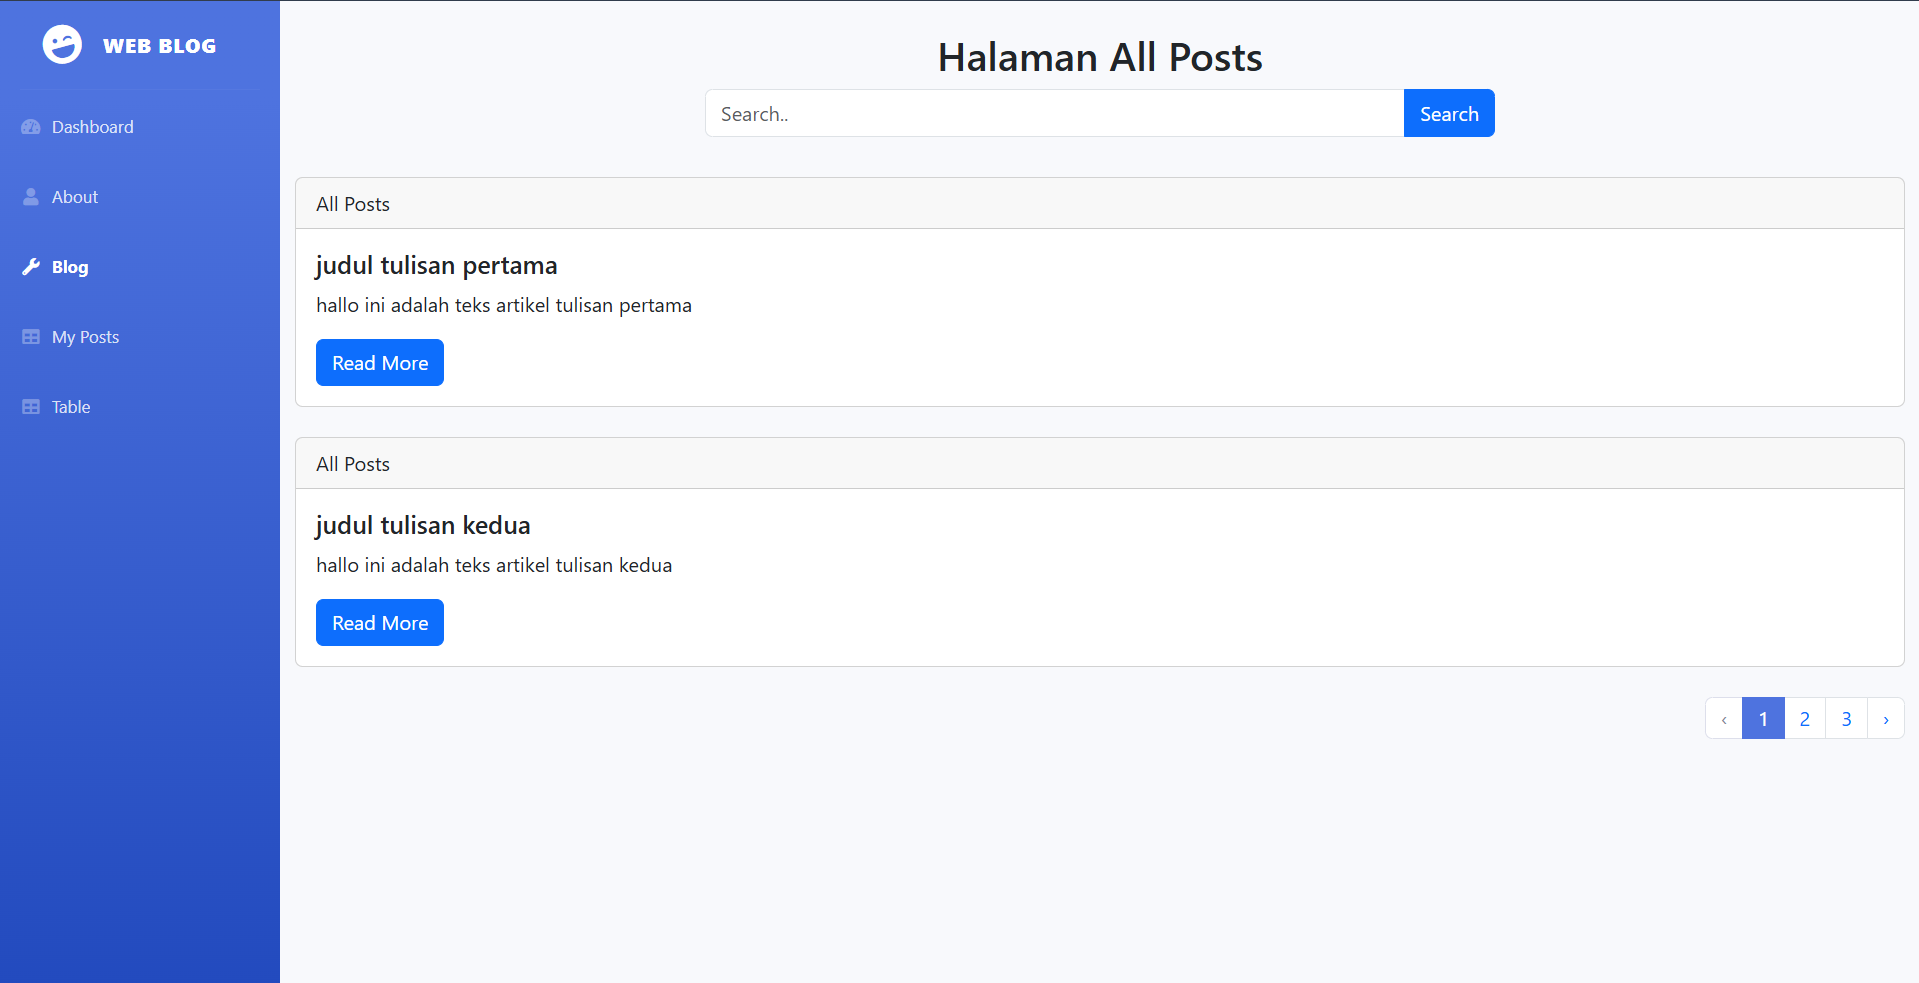 WEB BLOG
Dashboard
About
Blog
My Posts
Table
Halaman All Posts
Search..
Search
All Posts
judul tulisan pertama
hallo ini adalah teks artikel tulisan pertama
Read More
All Posts
judul tulisan kedua
hallo ini adalah teks artikel tulisan kedua
Read More
‹ 1 2 3 ›